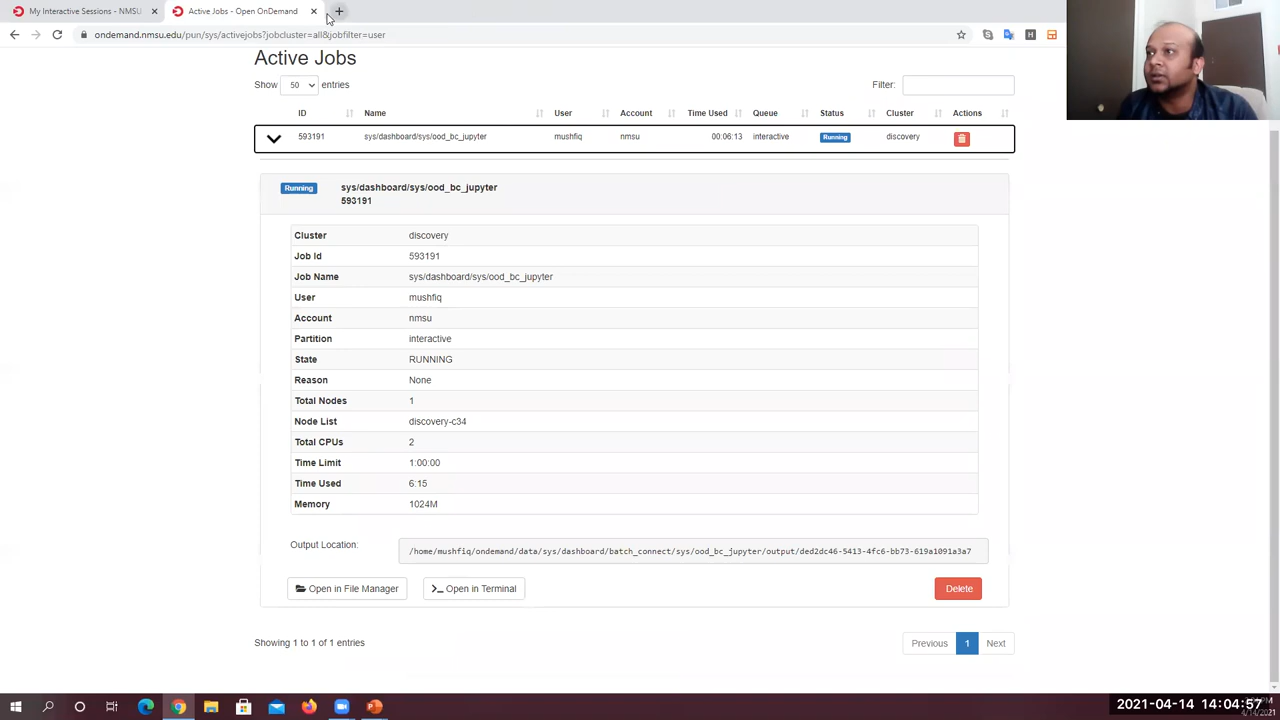 My Interactive Sessions - NMSU
Active Jobs - Open OnDemand
ondemand.nmsu.edu/pun/sys/activejobs?jobcluster=all&jobfilter=user
Active Jobs
Show 50 entries Filter:
ID Name User Account Time Used Queue Status Cluster Actions
593191 sys/dashboard/sys/ood_bc_jupyter mushfiq nmsu 00:06:13 interactive Running discovery
Running sys/dashboard/sys/ood_bc_jupyter
593191
Cluster discovery
Job Id 593191
Job Name sys/dashboard/sys/ood_bc_jupyter
User mushfiq
Account nmsu
Partition interactive
State RUNNING
Reason None
Total Nodes 1
Node List discovery-c34
Total CPUs 2
Time Limit 1:00:00
Time Used 6:15
Memory 1024M
Output Location: /home/mushfiq/ondemand/data/sys/dashboard/batch_connect/sys/ood_bc_jupyter/output/ded2dc46-5413-4fc6-bb73-619a1091a3a7
Open in File Manager >_ Open in Terminal Delete
Showing 1 to 1 of 1 entries Previous 1 Next
2021-04-14 14:04:57
4/14/2021